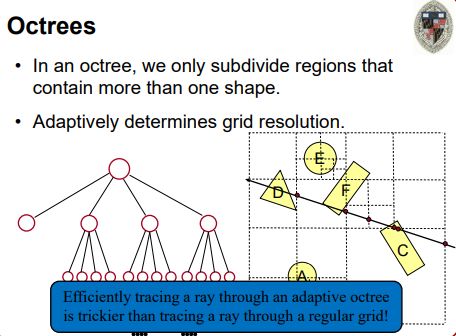 Octrees
• In an octree, we only subdivide regions that
contain more than one shape.
• Adaptively determines grid resolution.
E
D
F
C
A
Efficiently tracing a ray through an adaptive octree
is trickier than tracing a ray through a regular grid!